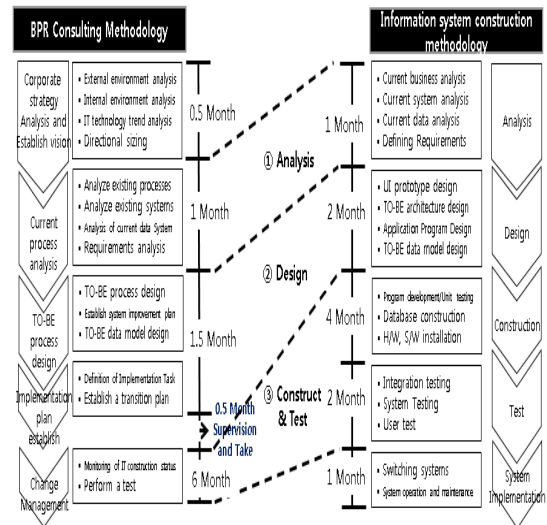 BPR Consulting Methodology
Corporate
strategy
Analysis and
Establish vision
• External environment analysis
• Internal environment analysis
• IT technology trend analysis
• Directional sizing
0.5 Month
Current
process
analysis
• Analyze existing processes
• Analyze existing systems
• Analysis of current data System
• Requirements analysis
1 Month
TO-BE
process
design
• TO-BE process design
• Establish system improvement plan
• TO-BE data model design
1.5 Month
Implementation
plan
establish
• Definition of Implementation Task
• Establish a transition plan
0.5 Month
Supervision
and Take
Change
Management
• Monitoring of IT construction status
• Perform a test
6 Month
① Analysis
② Design
③ Construct
& Test
Information system construction
methodology
1 Month
• Current business analysis
• Current system analysis
• Current data analysis
• Defining Requirements
Analysis
2 Month
• UI prototype design
• TO-BE architecture design
• Application Program Design
• TO-BE data model design
Design
4 Month
• Program development/Unit testing
• Database construction
• H/W, S/W installation
Construction
2 Month
• Integration testing
• System Testing
• User test
Test
1 Month
• Switching systems
• System operation and maintenance
System
Implementation